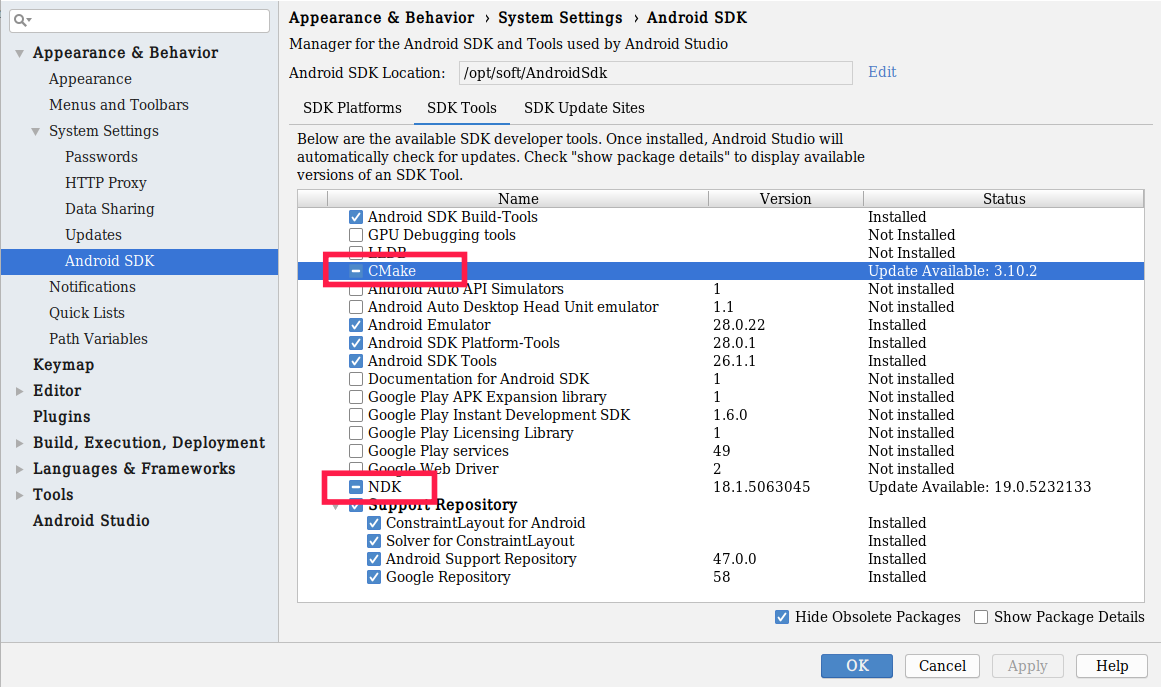 Appearance & Behavior
Appearance
Menus and Toolbars
System Settings
Passwords
HTTP Proxy
Data Sharing
Updates
Android SDK
Notifications
Quick Lists
Path Variables
Keymap
Editor
Plugins
Build, Execution, Deployment
Languages & Frameworks
Tools
Android Studio
Appearance & Behavior › System Settings › Android SDK
Manager for the Android SDK and Tools used by Android Studio
Android SDK Location: /opt/soft/AndroidSdk Edit
SDK Platforms SDK Tools SDK Update Sites
Below are the available SDK developer tools. Once installed, Android Studio will
automatically check for updates. Check "show package details" to display available
versions of an SDK Tool.
Name Version Status
Android SDK Build-Tools Installed
GPU Debugging tools Not Installed
LLDB Not Installed
CMake Update Available: 3.10.2
Android Auto API Simulators 1 Not installed
Android Auto Desktop Head Unit emulator 1.1 Not installed
Android Emulator 28.0.22 Installed
Android SDK Platform-Tools 28.0.1 Installed
Android SDK Tools 26.1.1 Installed
Documentation for Android SDK 1 Not installed
Google Play APK Expansion library 1 Not installed
Google Play Instant Development SDK 1.6.0 Not installed
Google Play Licensing Library 1 Not installed
Google Play services 49 Not installed
Google Web Driver 2 Not installed
NDK 18.1.5063045 Update Available: 19.0.5232133
Support Repository
ConstraintLayout for Android Installed
Solver for ConstraintLayout Installed
Android Support Repository 47.0.0 Installed
Google Repository 58 Installed
Hide Obsolete Packages Show Package Details
OK Cancel Apply Help